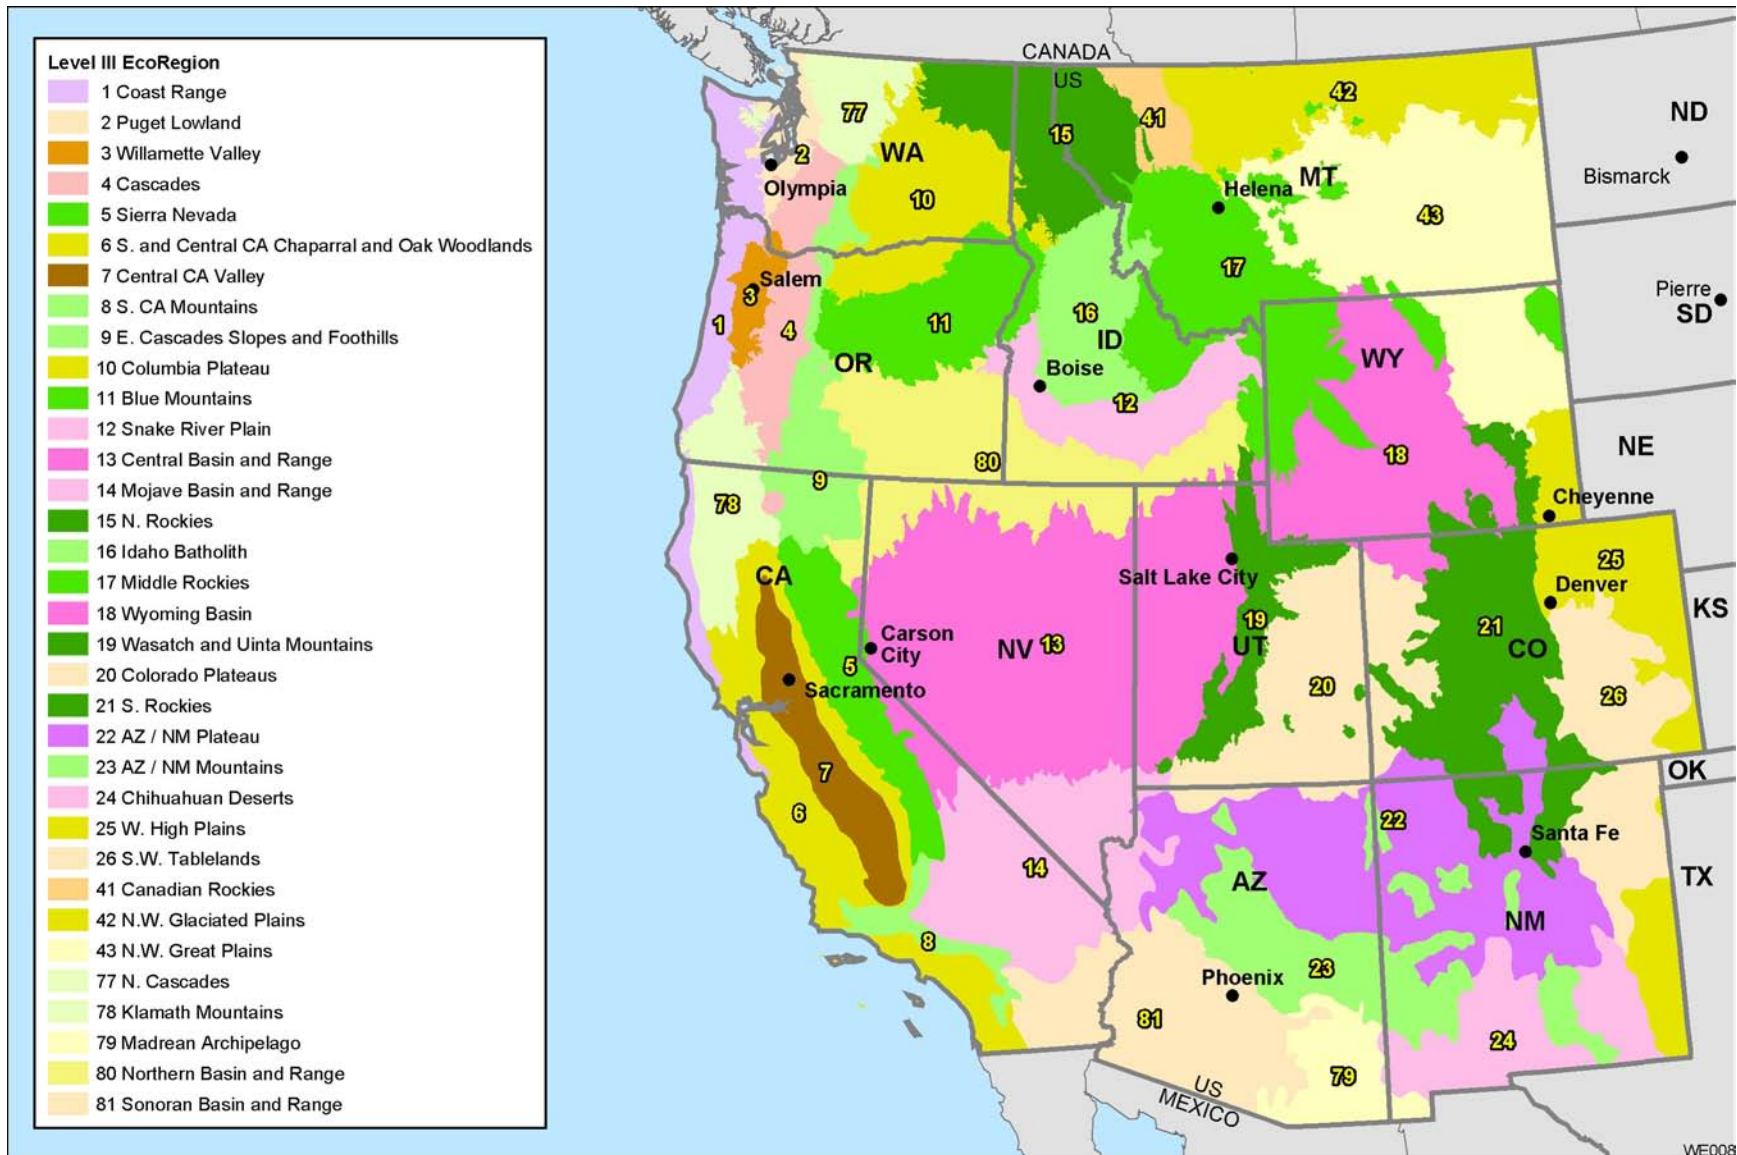 Level III EcoRegion
1 Coast Range
2 Puget Lowland
3 Willamette Valley
4 Cascades
5 Sierra Nevada
6 S. and Central CA Chaparral and Oak Woodlands
7 Central CA Valley
8 S. CA Mountains
9 E. Cascades Slopes and Foothills
10 Columbia Plateau
11 Blue Mountains
12 Snake River Plain
13 Central Basin and Range
14 Mojave Basin and Range
15 N. Rockies
16 Idaho Batholith
17 Middle Rockies
18 Wyoming Basin
19 Wasatch and Uinta Mountains
20 Colorado Plateaus
21 S. Rockies
22 AZ / NM Plateau
23 AZ / NM Mountains
24 Chihuahuan Deserts
25 W. High Plains
26 S.W. Tablelands
41 Canadian Rockies
42 N.W. Glaciated Plains
43 N.W. Great Plains
77 N. Cascades
78 Klamath Mountains
79 Madrean Archipelago
80 Northern Basin and Range
81 Sonoran Basin and Range
CANADA
US
42
77
41
ND
15
2
WA
Bismarck
Olympia
Helena
MT
10
43
17
Salem
3
Pierre
SD
1
4
11
16
ID
OR
WY
Boise
12
NE
18
80
9
78
Cheyenne
25
CA
Salt Lake City
Denver
KS
19
21
Carson
City
NV
13
UT
CO
5
Sacramento
20
26
7
OK
6
22
Santa Fe
14
AZ
TX
NM
8
23
Phoenix
81
24
79
US
MEXICO
WE008